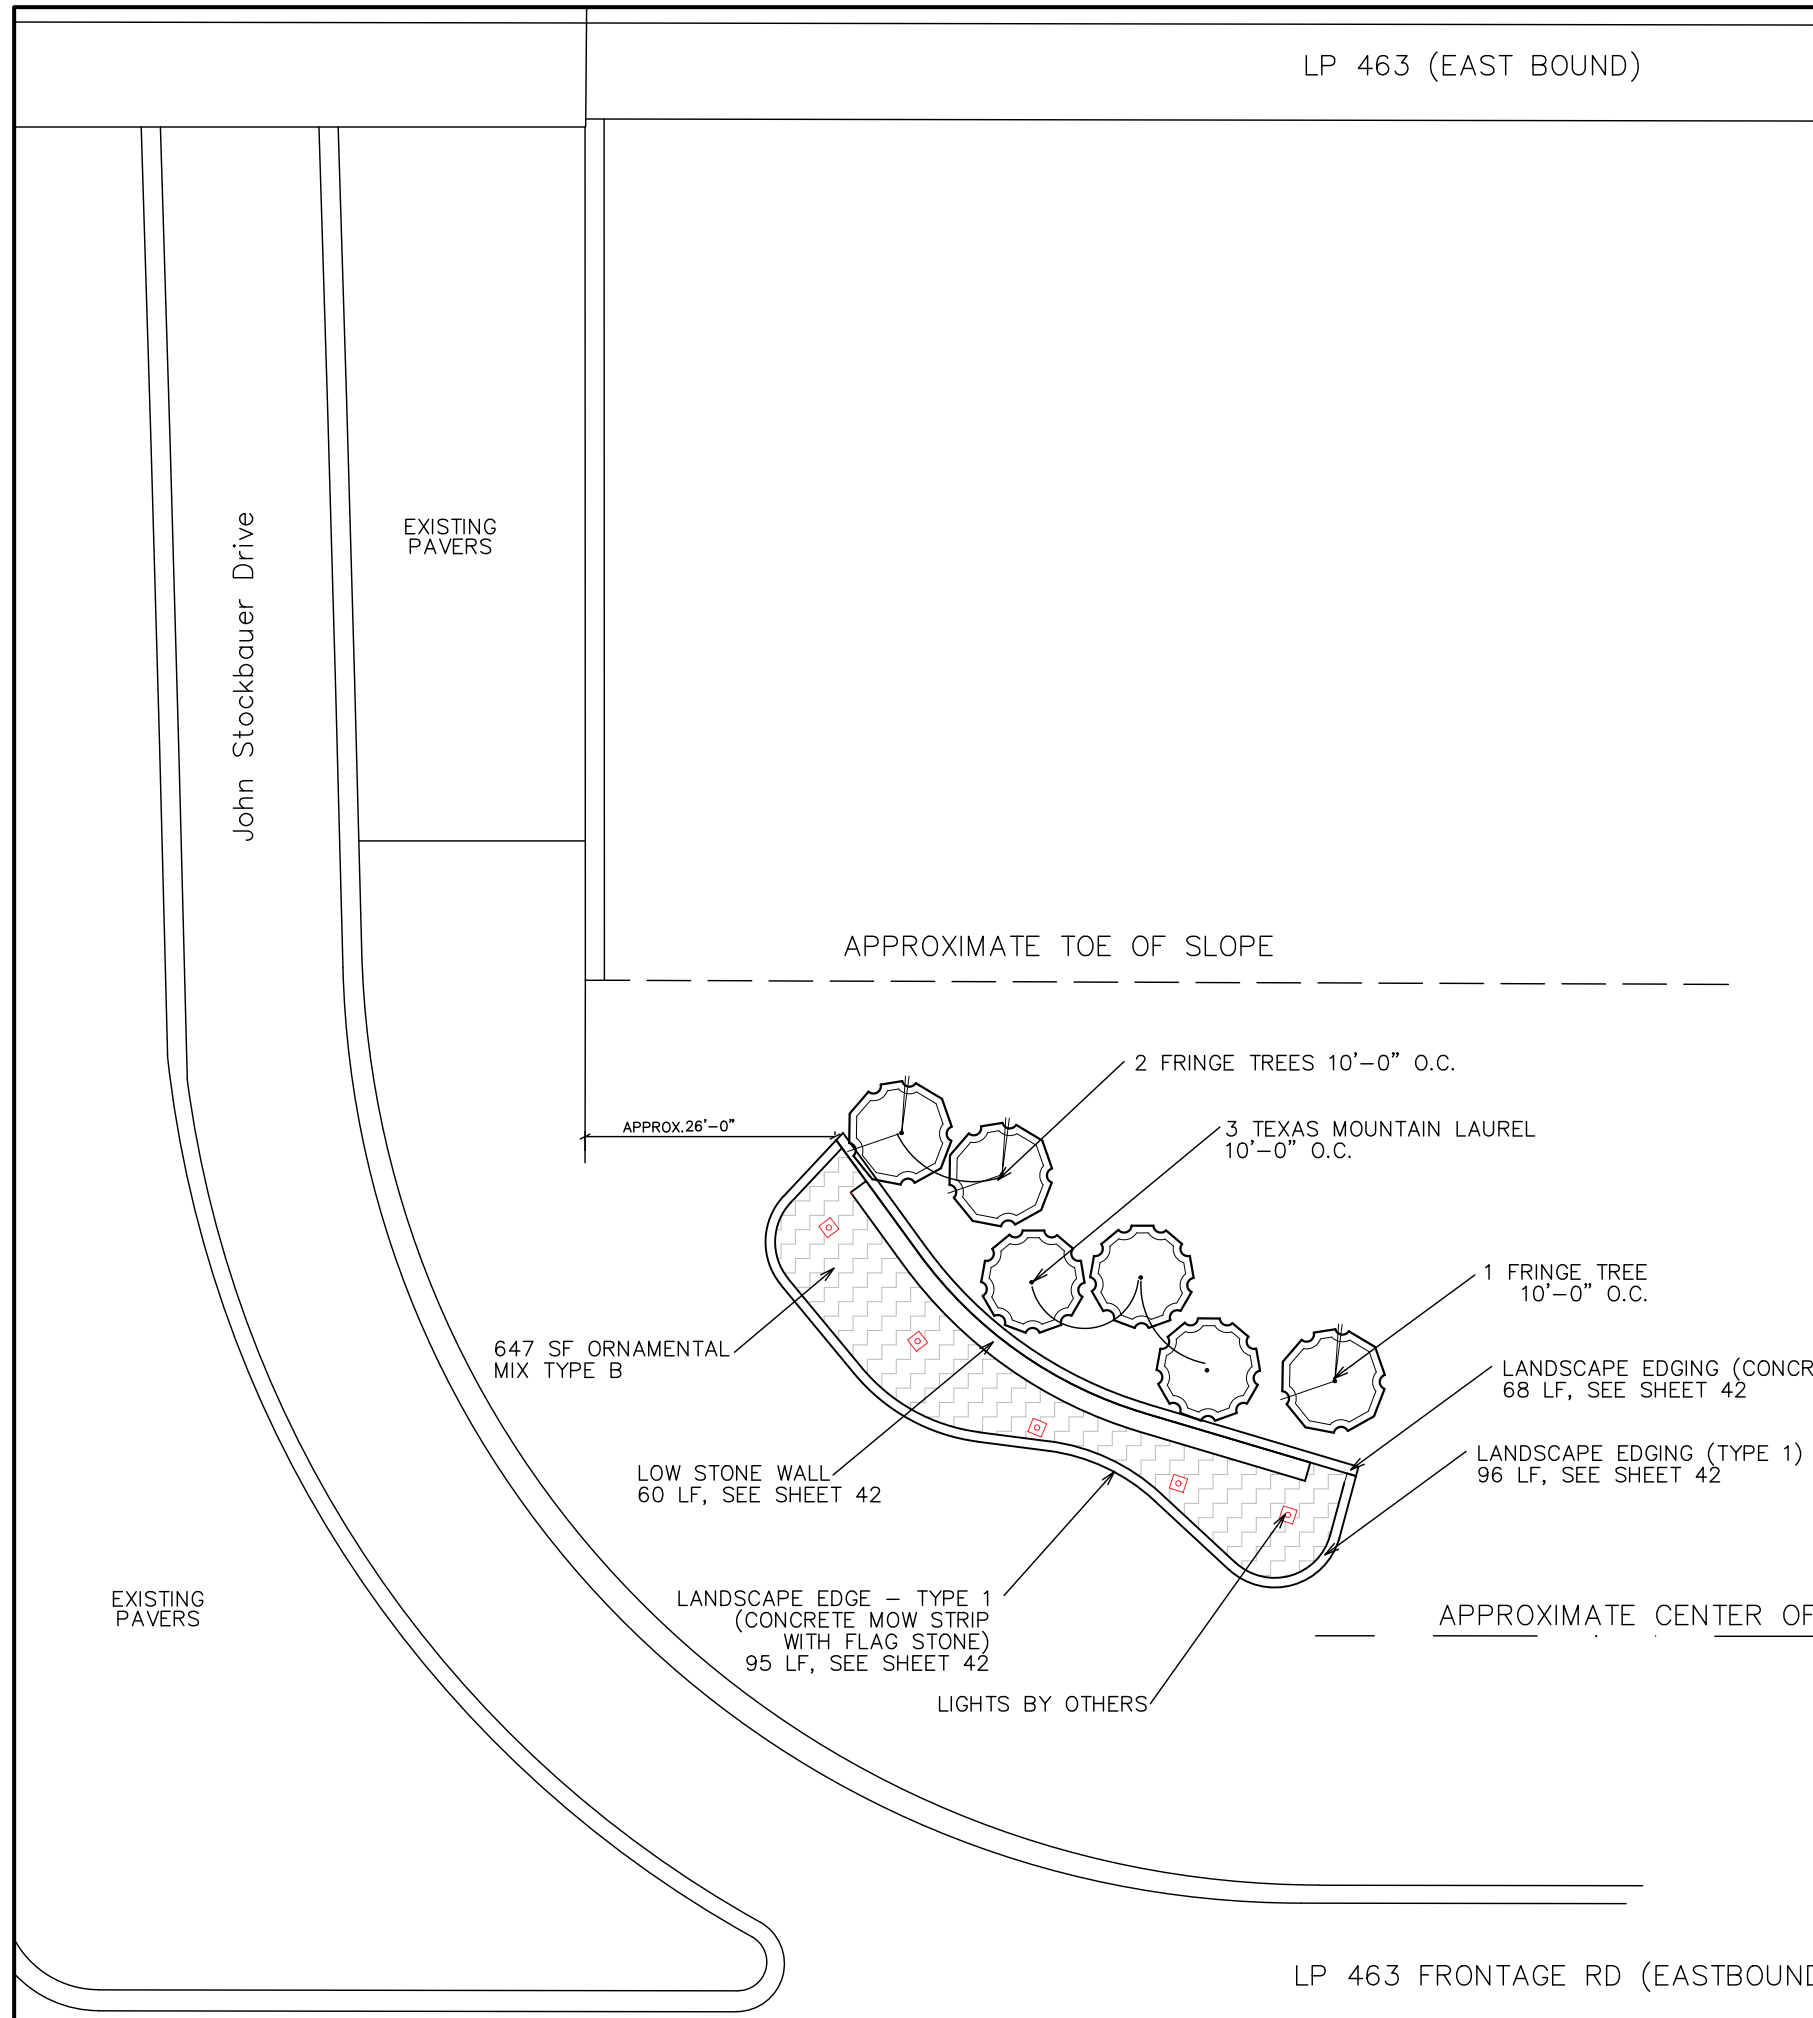 LP 463 (EAST BOUND)
EXISTING
PAVERS
John Stockbauer Drive
APPROXIMATE TOE OF SLOPE
2 FRINGE TREES 10'-0" O.C.
APPROX.26'-0"
3 TEXAS MOUNTAIN LAUREL
10'-0" O.C.
1 FRINGE TREE
10'-0" O.C.
647 SF ORNAMENTAL
MIX TYPE B
LANDSCAPE EDGING (CONCR
68 LF, SEE SHEET 42
LANDSCAPE EDGING (TYPE 1)
96 LF, SEE SHEET 42
LOW STONE WALL
60 LF, SEE SHEET 42
EXISTING
PAVERS
LANDSCAPE EDGE – TYPE 1
(CONCRETE MOW STRIP
WITH FLAG STONE)
95 LF, SEE SHEET 42
APPROXIMATE CENTER OF
LIGHTS BY OTHERS
LP 463 FRONTAGE RD (EASTBOUND